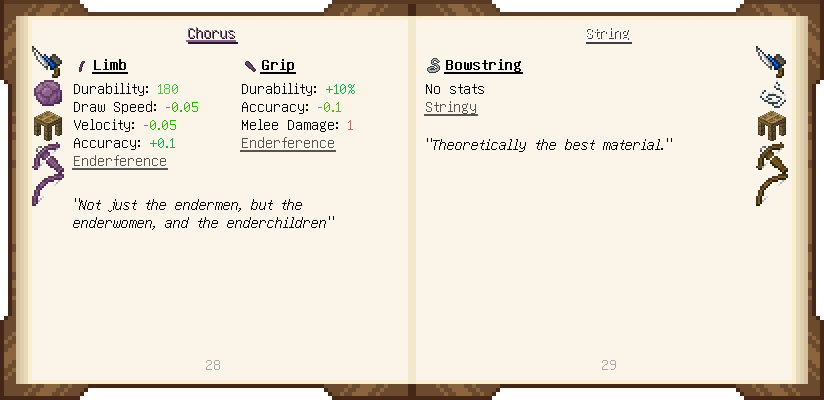 Chorus
Limb
Durability: 180
Draw Speed: -0.05
Velocity: -0.05
Accuracy: +0.1
Enderference
Grip
Durability: +10%
Accuracy: -0.1
Melee Damage: 1
Enderference
"Not just the endermen, but the
enderwomen, and the enderchildren"
28
String
Bowstring
No stats
Stringy
"Theoretically the best material."
29